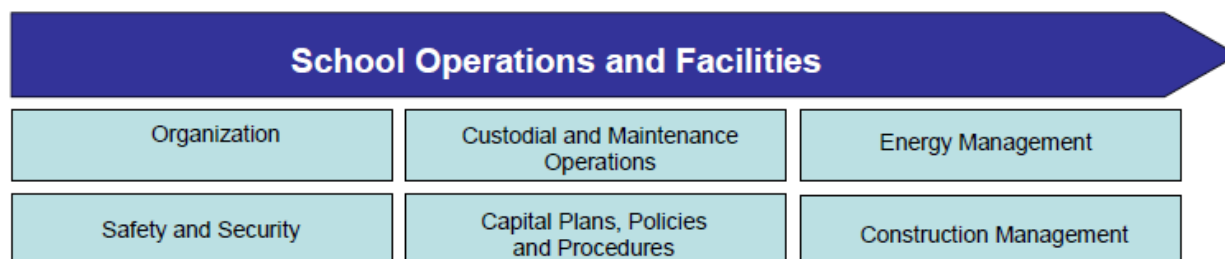 School Operations and Facilities
Organization
Custodial and Maintenance
Operations
Energy Management
Safety and Security
Capital Plans, Policies
and Procedures
Construction Management